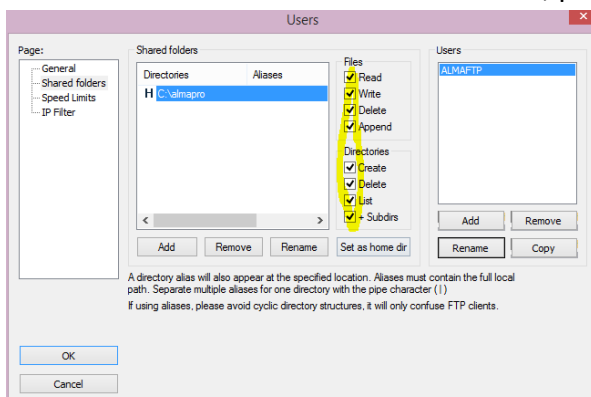 Users
Page:
General
Shared folders
Speed Limits
IP Filter
Shared folders
Directories Aliases
H C:\almapro
Files
Read
Write
Delete
Append
Directories
Create
Delete
List
+ Subdirs
Add Remove Rename Set as home dir
Users
ALMAFTP
Add Remove
Rename Copy
A directory alias will also appear at the specified location. Aliases must contain the full local
path. Separate multiple aliases for one directory with the pipe character (|)
If using aliases, please avoid cyclic directory structures, it will only confuse FTP clients.
OK
Cancel